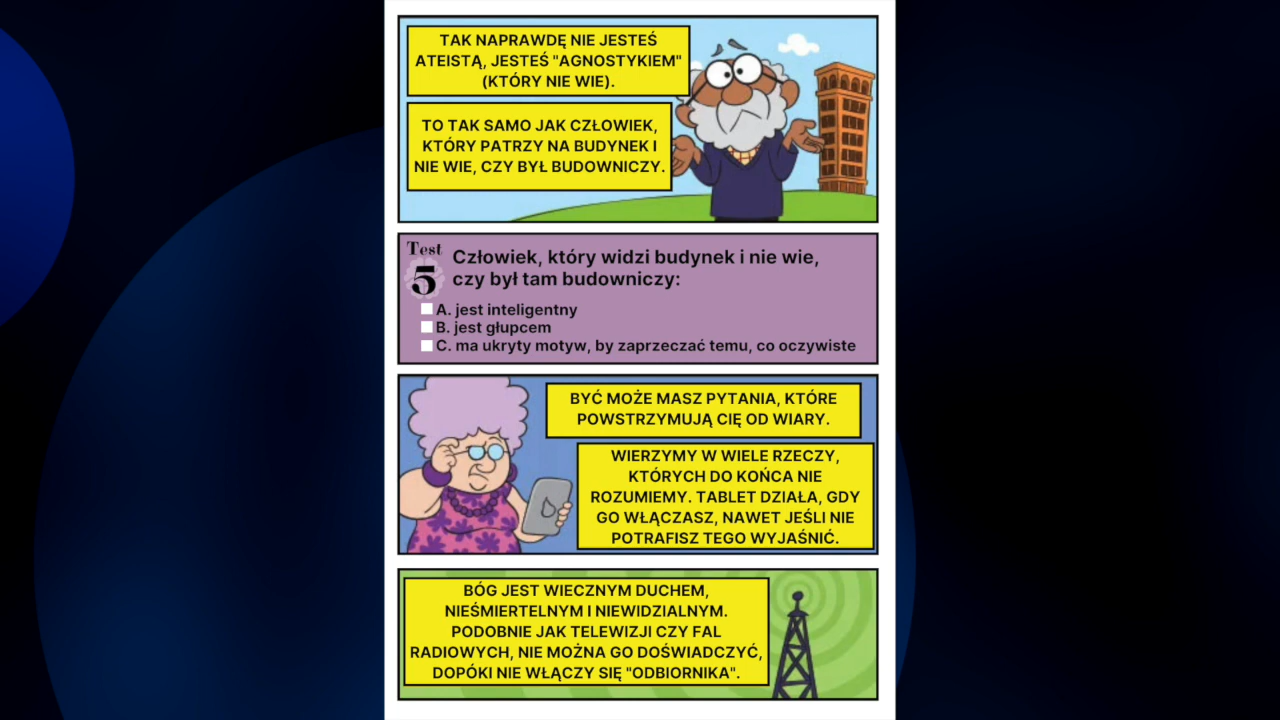 TAK NAPRAWDĘ NIE JESTEŚ
ATEISTĄ, JESTEŚ "AGNOSTYKIEM"
(KTÓRY NIE WIE).
TO TAK SAMO JAK CZŁOWIEK,
KTÓRY PATRZY NA BUDYNEK I
NIE WIE, CZY BYŁ BUDOWNICZY.
Test
5
Człowiek, który widzi budynek i nie wie,
czy był tam budowniczy:
A. jest inteligentny
B. jest głupcem
C. ma ukryty motyw, by zaprzeczać temu, co oczywiste
BYĆ MOŻE MASZ PYTANIA, KTÓRE
POWSTRZYMUJĄ CIĘ OD WIARY.
WIERZYMY W WIELE RZECZY,
KTÓRYCH DO KOŃCA NIE
ROZUMIEMY. TABLET DZIAŁA, GDY
GO WŁĄCZASZ, NAWET JEŚLI NIE
POTRAFISZ TEGO WYJAŚNIĆ.
BÓG JEST WIECZNYM DUCHEM,
NIEŚMIERTELNYM I NIEWIDZIALNYM.
PODOBNIE JAK TELEWIZJI CZY FAL
RADIOWYCH, NIE MOŻNA GO DOŚWIADCZYĆ,
DOPÓKI NIE WŁĄCZY SIĘ "ODBIORNIKA".